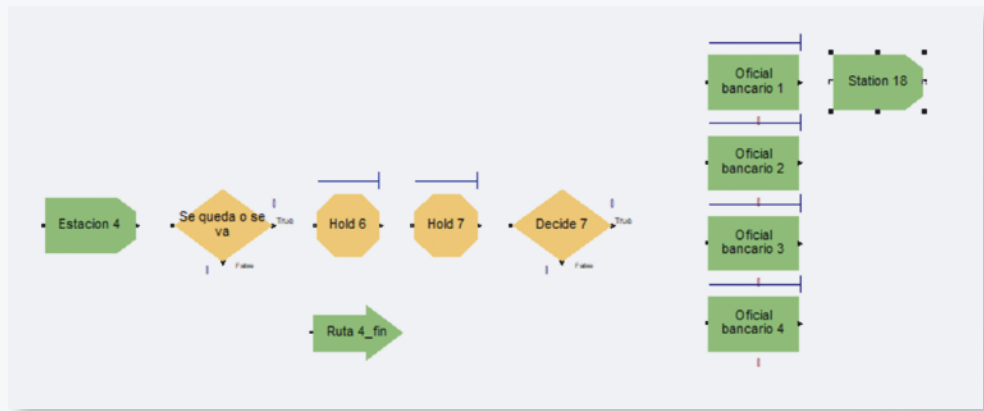 Oficial
bancario 1
Station 18
Oficial
bancario 2
Estacion 4
Se queda o se
va
True
False
Hold 6
Hold 7
Decide 7
True
False
Oficial
bancario 3
Ruta 4_fin
Oficial
bancario 4